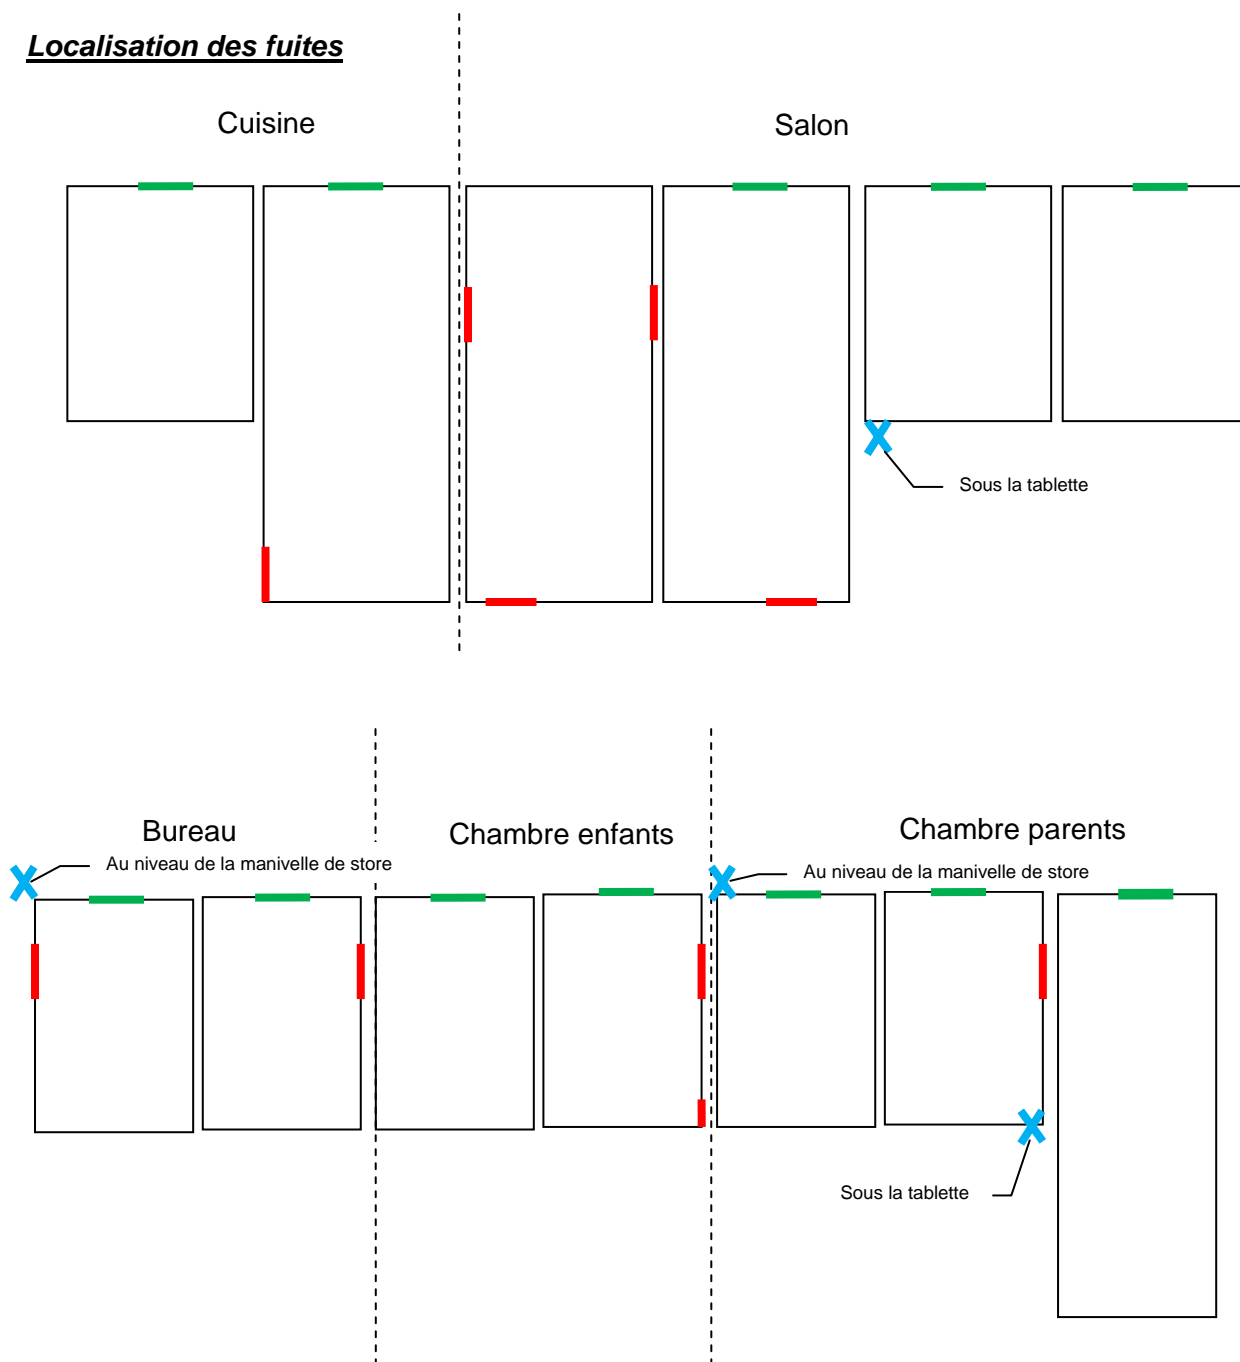 Localisation des fuites
Cuisine
Salon
Sous la tablette
Bureau
Chambre enfants
Chambre parents
Au niveau de la manivelle de store
Au niveau de la manivelle de store
Sous la tablette